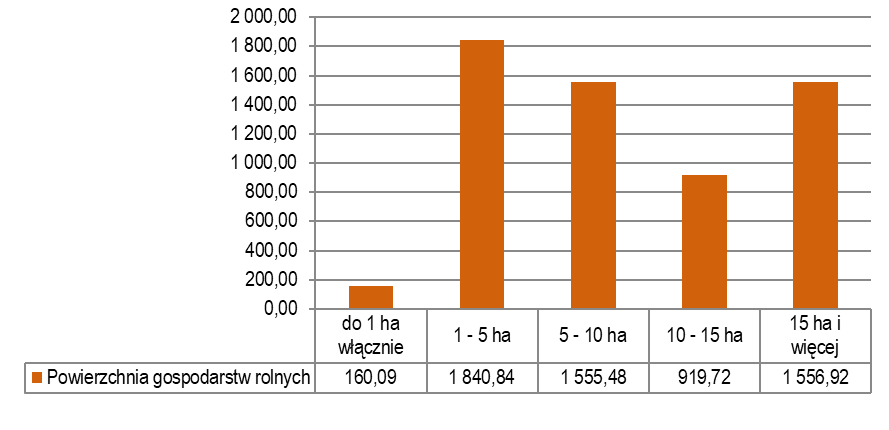 2 000,00
1 800,00
1 600,00
1 400,00
1 200,00
1 000,00
800,00
600,00
400,00
200,00
0,00
do 1 ha włącznie
1 - 5 ha
5 - 10 ha
10 - 15 ha
15 ha i więcej
Powierzchnia gospodarstw rolnych 160,09 1 840,84 1 555,48 919,72 1 556,92